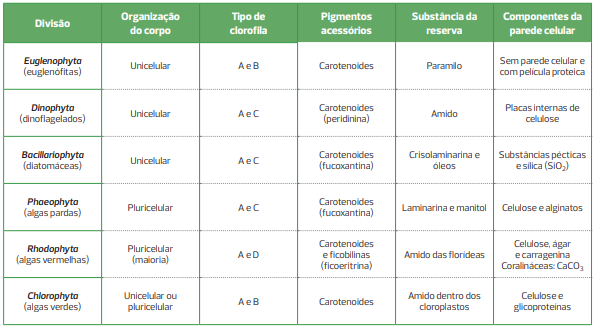 Divisão
Organização
do corpo
Tipo de
clorofila
Pigmentos
acessórios
Substância da
reserva
Componentes da
parede celular
Euglenophyta
(euglenófitas)
Unicelular
A e B
Carotenoides
Paramilo
Sem parede celular e
com película proteica
Dinophyta
(dinoflagelados)
Unicelular
A e C
Carotenoides
(peridinina)
Amido
Placas internas de
celulose
Bacillariophyta
(diatomáceas)
Unicelular
A e C
Carotenoides
(fucoxantina)
Crisolaminarina e
óleos
Substâncias pécticas
e sílica (SiO₂)
Phaeophyta
(algas pardas)
Pluricelular
A e C
Carotenoides
(fucoxantina)
Laminarina e manitol
Celulose e alginatos
Rhodophyta
(algas vermelhas)
Pluricelular
(maioria)
A e D
Carotenoides
e ficobilinas
(ficoeritrina)
Amido das florídeas
Celulose, ágar
e carragenina
Coralináceas: CaCO₃
Chlorophyta
(algas verdes)
Unicelular ou
pluricelular
A e B
Carotenoides
Amido dentro dos
cloroplastos
Celulose e
glicoproteínas